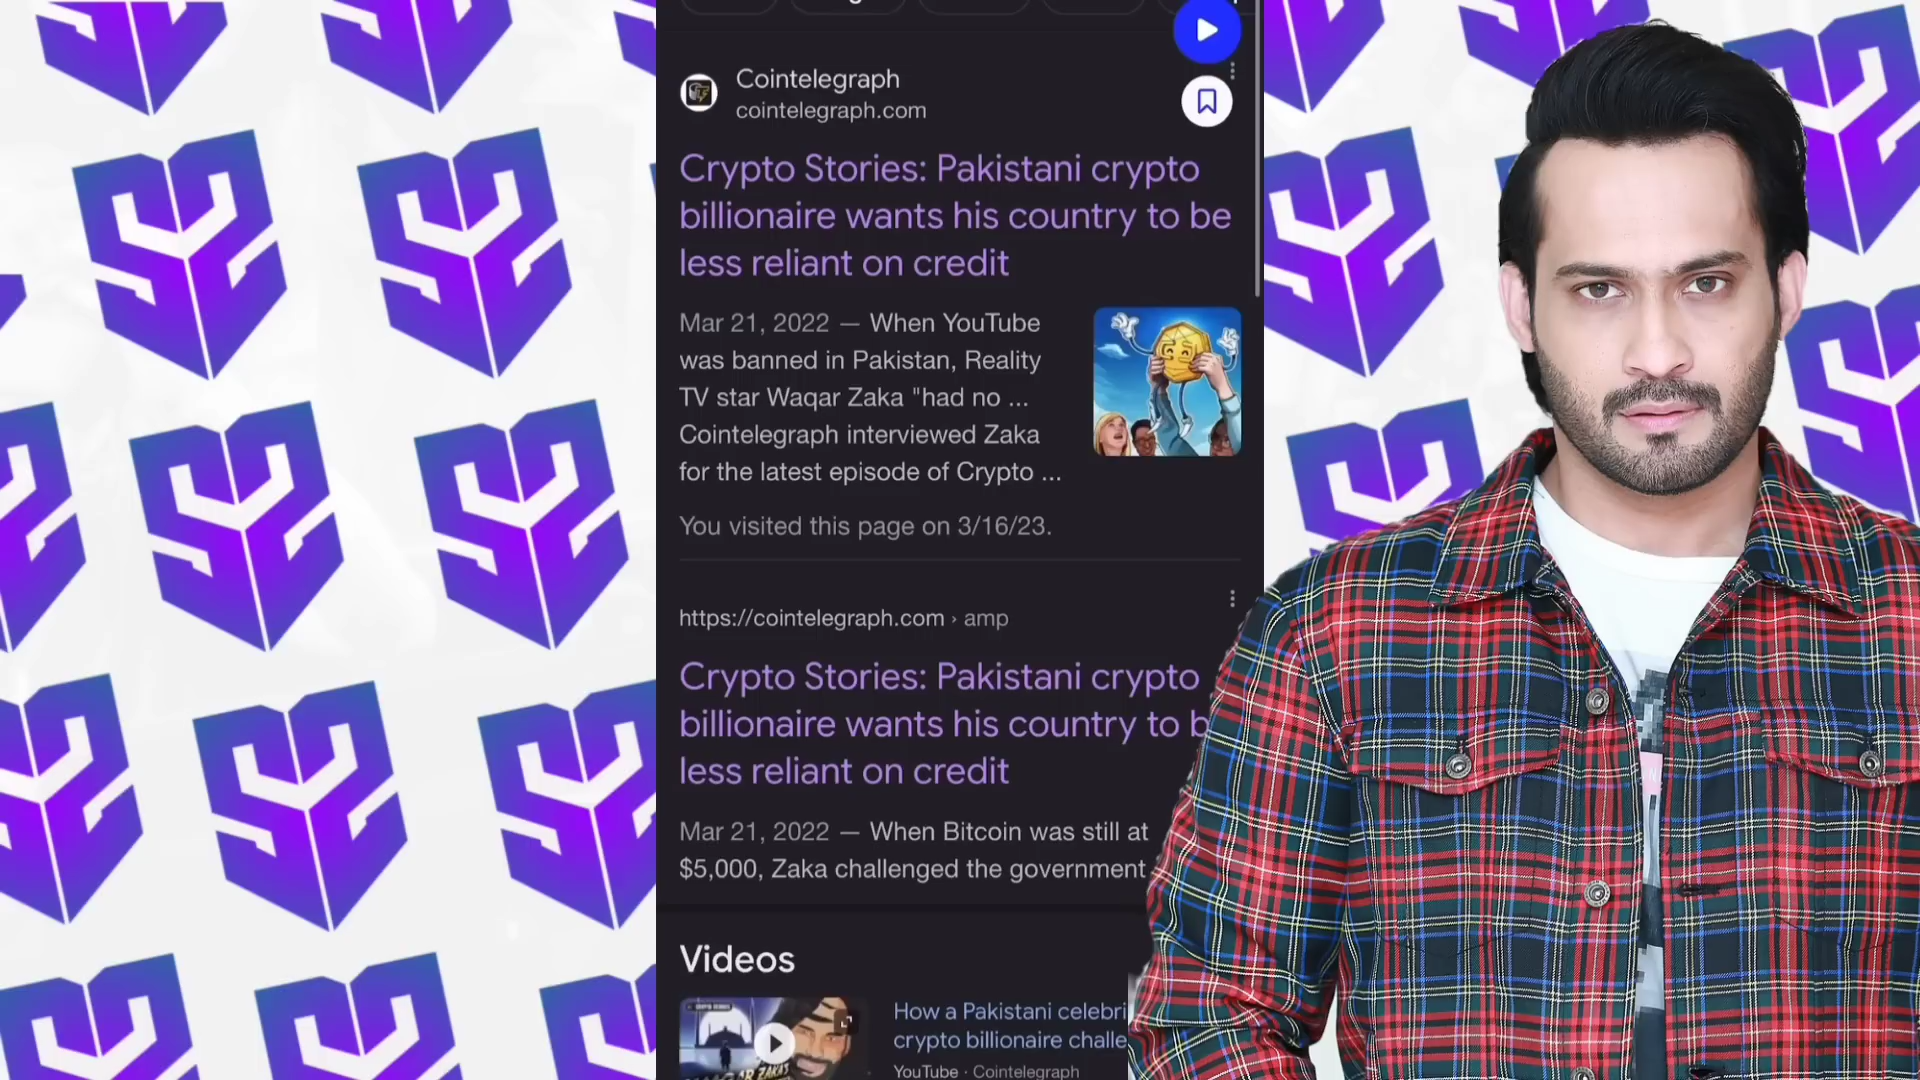 Cointelegraph
cointelegraph.com
Crypto Stories: Pakistani crypto
billionaire wants his country to be
less reliant on credit
Mar 21, 2022 — When YouTube
was banned in Pakistan, Reality
TV star Waqar Zaka "had no ...
Cointelegraph interviewed Zaka
for the latest episode of Crypto ...
You visited this page on 3/16/23.
https://cointelegraph.com › amp
Crypto Stories: Pakistani crypto
billionaire wants his country to b
less reliant on credit
Mar 21, 2022 — When Bitcoin was still at
$5,000, Zaka challenged the government
Videos
How a Pakistani celebri
crypto billionaire challe
YouTube · Cointelegraph